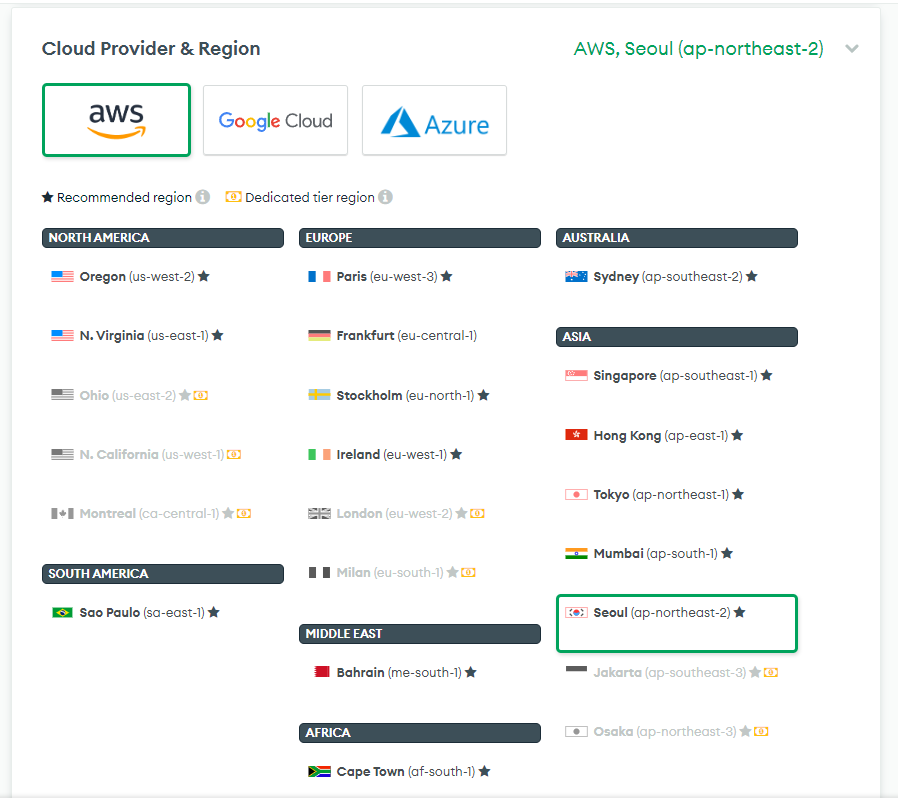 Cloud Provider & Region
AWS, Seoul (ap-northeast-2)
aws
Google Cloud
Azure
★ Recommended region
Dedicated tier region
NORTH AMERICA
Oregon (us-west-2) ★
N. Virginia (us-east-1) ★
Ohio (us-east-2) ★
N. California (us-west-1)
Montreal (ca-central-1) ★
SOUTH AMERICA
Sao Paulo (sa-east-1) ★
EUROPE
Paris (eu-west-3) ★
Frankfurt (eu-central-1)
Stockholm (eu-north-1) ★
Ireland (eu-west-1) ★
London (eu-west-2) ★
Milan (eu-south-1) ★
MIDDLE EAST
Bahrain (me-south-1) ★
AFRICA
Cape Town (af-south-1) ★
AUSTRALIA
Sydney (ap-southeast-2) ★
ASIA
Singapore (ap-southeast-1) ★
Hong Kong (ap-east-1) ★
Tokyo (ap-northeast-1) ★
Mumbai (ap-south-1) ★
Seoul (ap-northeast-2) ★
Jakarta (ap-southeast-3) ★
Osaka (ap-northeast-3) ★